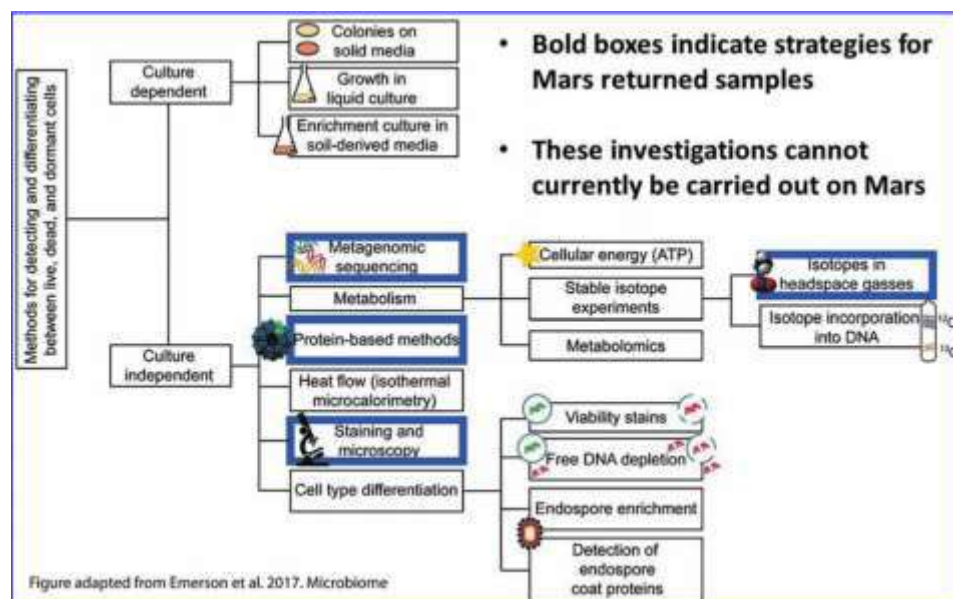 Methods for detecting and differentiating
between live, dead, and dormant cells
Culture
dependent
Colonies on
solid media
Growth in
liquid culture
Enrichment culture in
soil-derived media
• Bold boxes indicate strategies for
Mars returned samples
• These investigations cannot
currently be carried out on Mars
Culture
independent
Metagenomic
sequencing
Metabolism
Protein-based methods
Heat flow (isothermal
microcalorimetry)
Staining and
microscopy
Cell type differentiation
Cellular energy (ATP)
Stable isotope
experiments
Metabolomics
Isotopes in
headspace gasses
Isotope incorporation
into DNA
¹²C
¹³C
Viability stains
Free DNA depletion
Endospore enrichment
Detection of
endospore
coat proteins
Figure adapted from Emerson et al. 2017. Microbiome